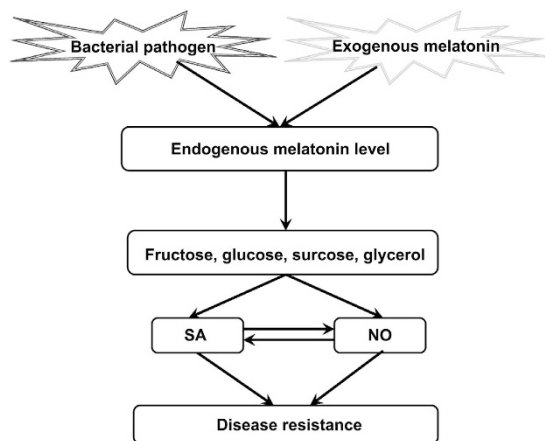 Bacterial pathogen
Exogenous melatonin
Endogenous melatonin level
Fructose, glucose, surcose, glycerol
SA
NO
Disease resistance